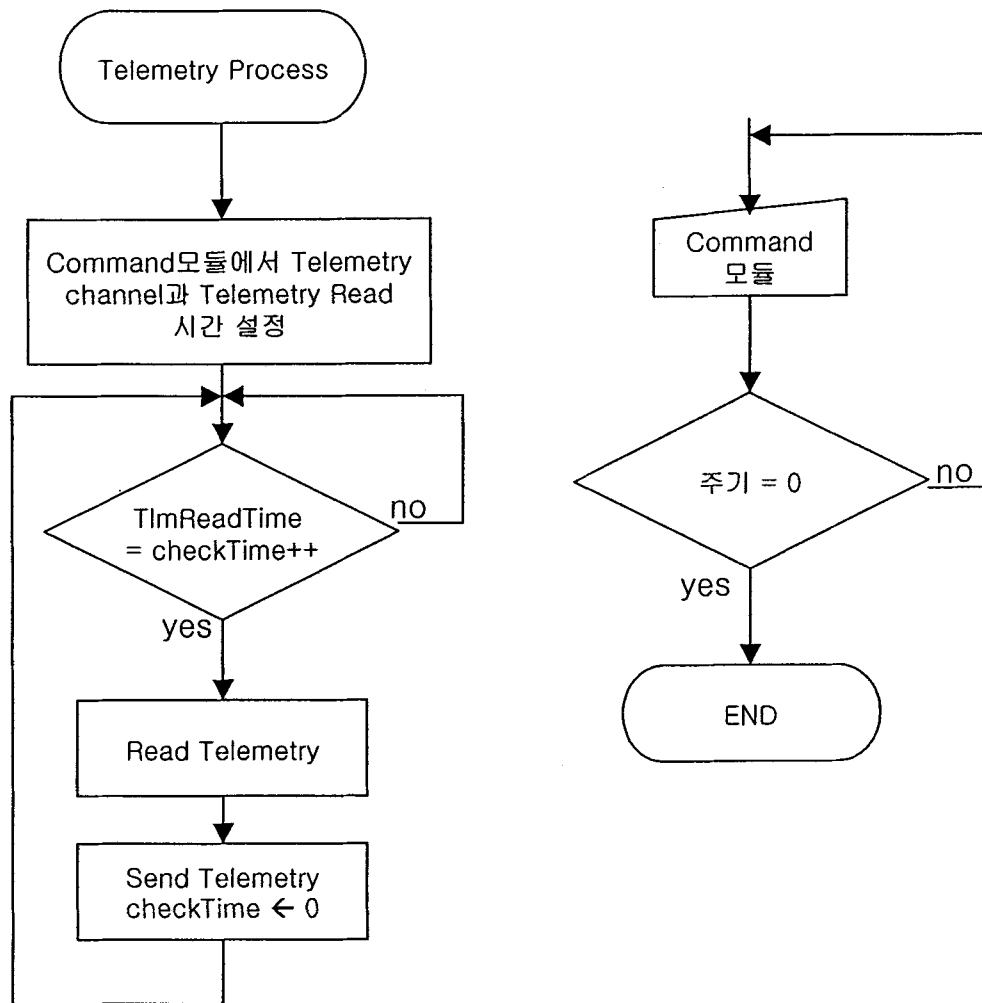 Telemetry Process
Command모듈에서 Telemetry
channel과 Telemetry Read
시간 설정
TlmReadTime
= checkTime++
no
yes
Read Telemetry
Send Telemetry
checkTime ← 0
Command
모듈
주기 = 0
no
yes
END